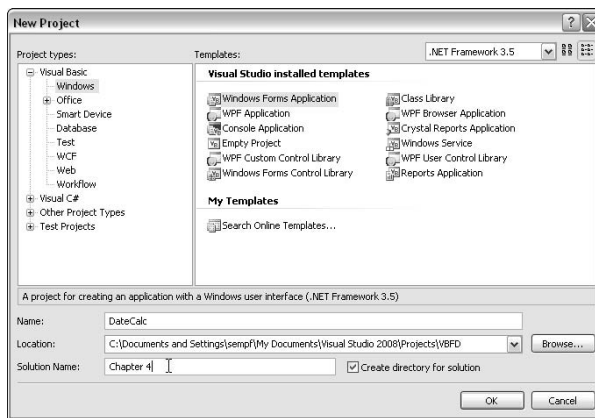 New Project
Project types:
Templates:
.NET Framework 3.5
Visual Basic
Windows
Office
Smart Device
Database
Test
WCF
Web
Workflow
Visual C#
Other Project Types
Test Projects
Visual Studio installed templates
Windows Forms Application
WPF Application
Console Application
Empty Project
WPF Custom Control Library
Windows Forms Control Library
Class Library
WPF Browser Application
Crystal Reports Application
Windows Service
WPF User Control Library
Reports Application
My Templates
Search Online Templates...
A project for creating an application with a Windows user interface (.NET Framework 3.5)
Name: DateCalc
Location: C:\Documents and Settings\sempf\My Documents\Visual Studio 2008\Projects\VBFD Browse...
Solution Name: Chapter 4 Create directory for solution
OK Cancel